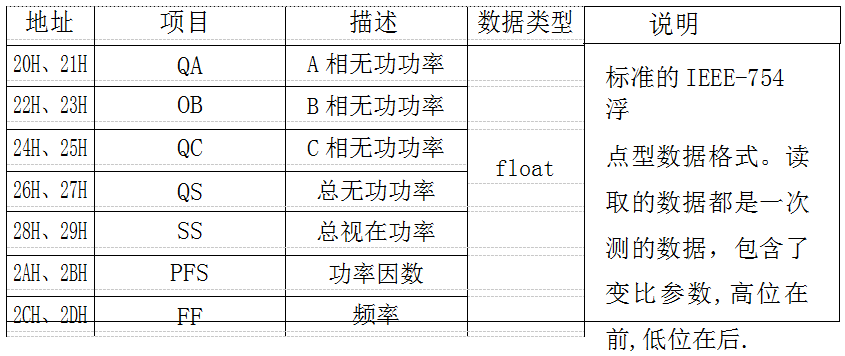 地址 项目 描述 数据类型 说明
20H、21H QA A 相无功功率
22H、23H OB B 相无功功率
24H、25H QC C 相无功功率
26H、27H QS 总无功功率
28H、29H SS 总视在功率
2AH、2BH PFS 功率因数
2CH、2DH FF 频率
float
标准的 IEEE-754
浮
点型数据格式。读
取的数据都是一次
测的数据，包含了
变比参数,高位在
前,低位在后.